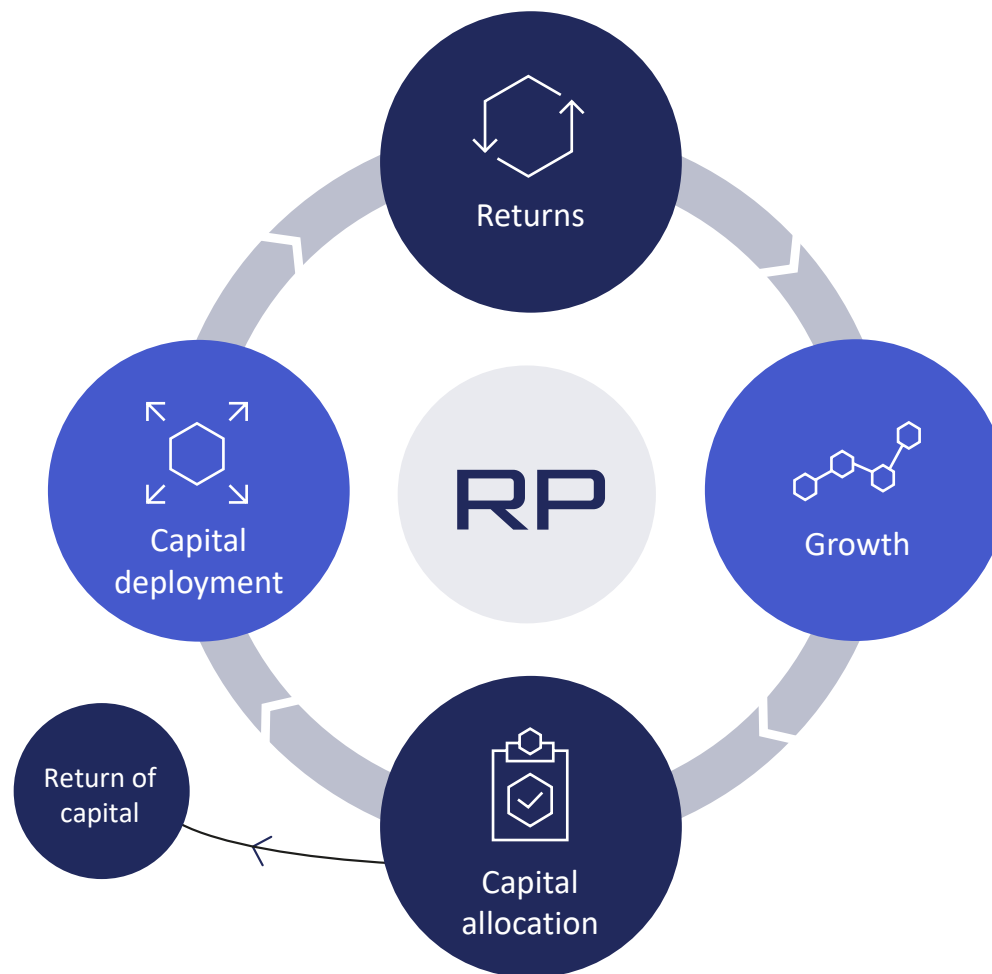 Returns
Capital
deployment
RP
Growth
Return of
capital
Capital
allocation